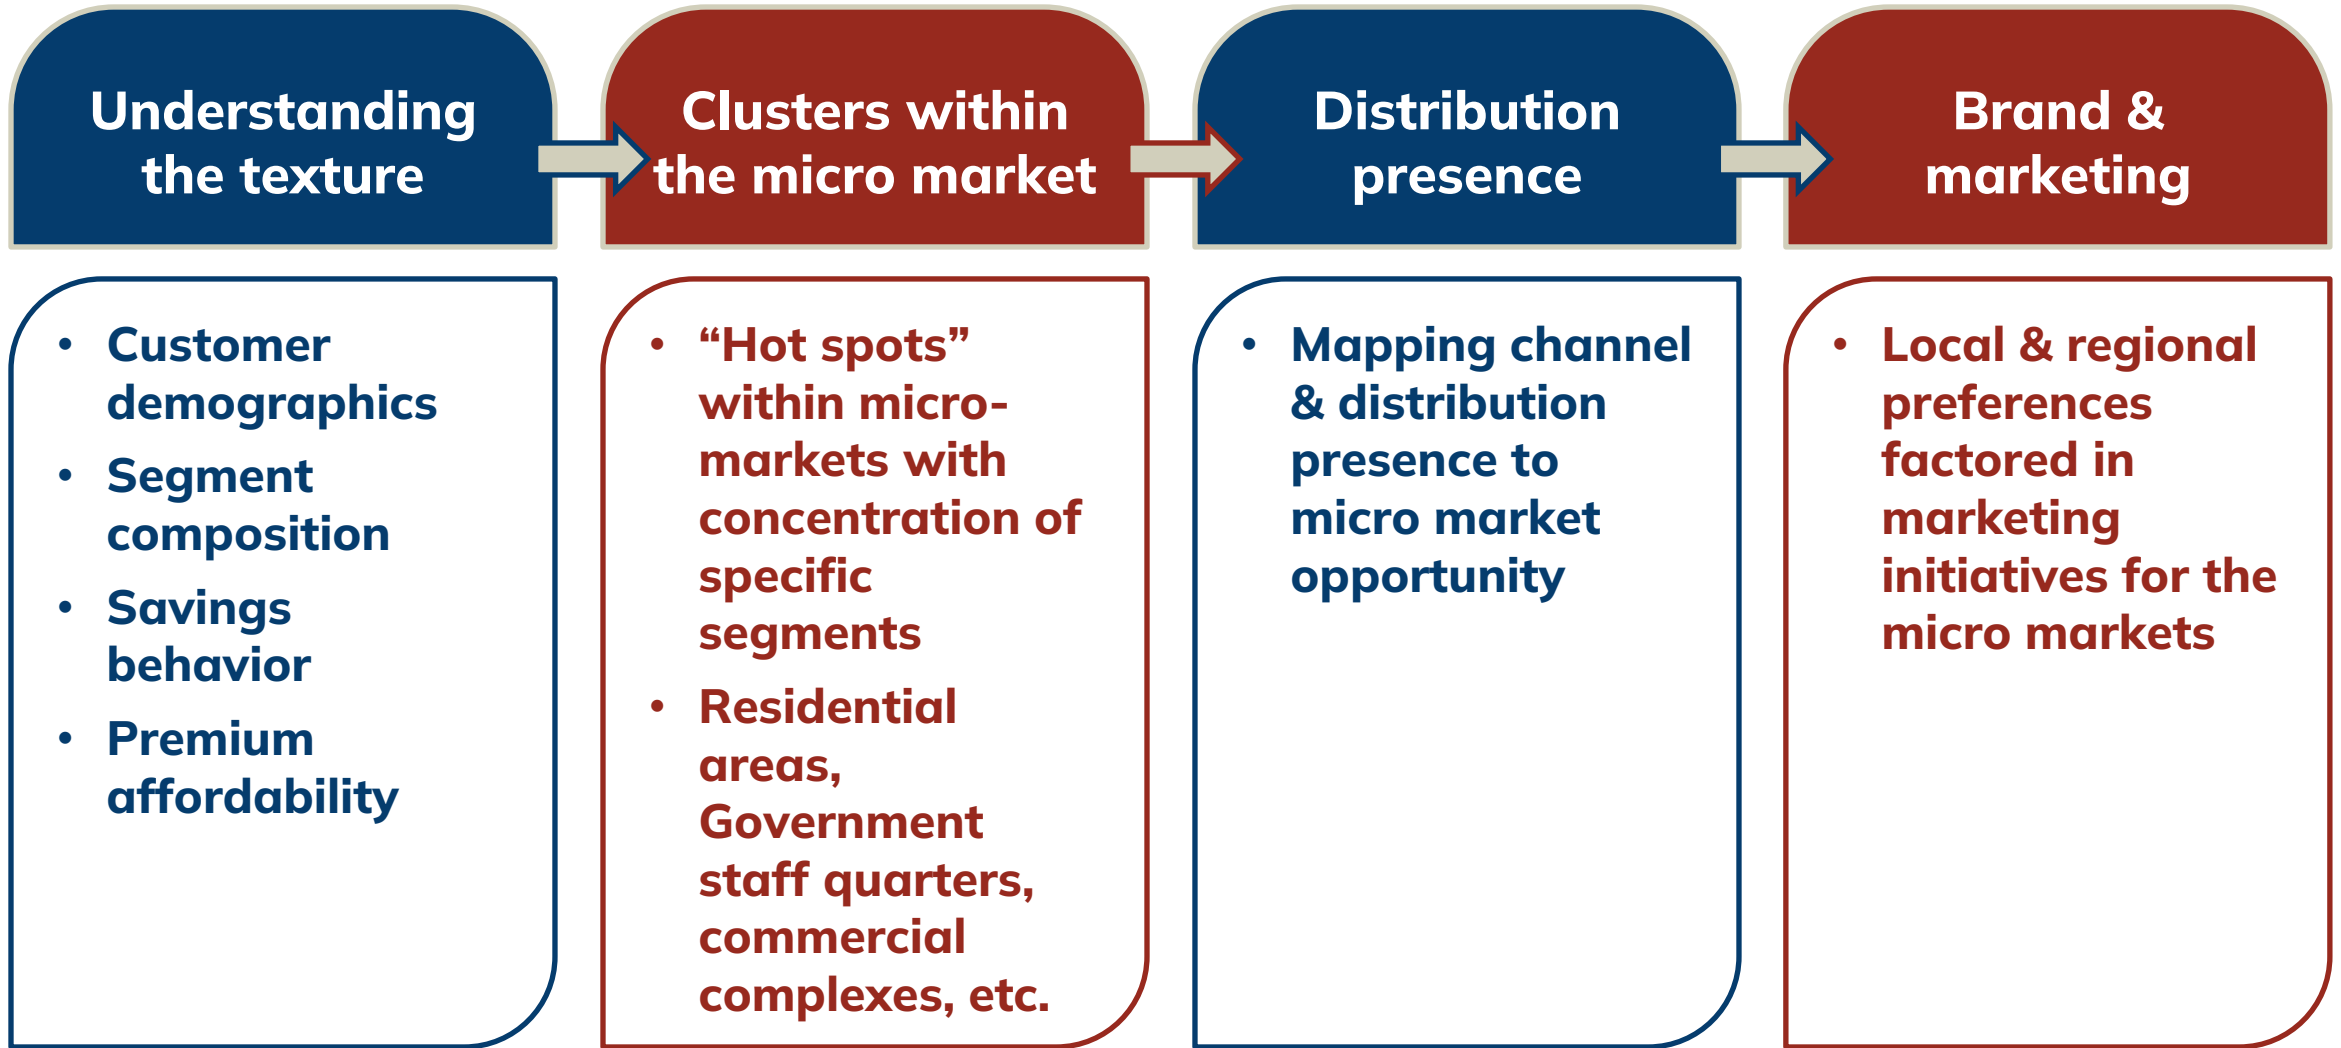 Understanding
the texture
Clusters within
the micro market
Distribution
presence
Brand &
marketing
• Customer
demographics
• Segment
composition
• Savings
behavior
• Premium
affordability
• “Hot spots”
within micro-
markets with
concentration of
specific
segments
• Residential
areas,
Government
staff quarters,
commercial
complexes, etc.
• Mapping channel
& distribution
presence to
micro market
opportunity
• Local & regional
preferences
factored in
marketing
initiatives for the
micro markets